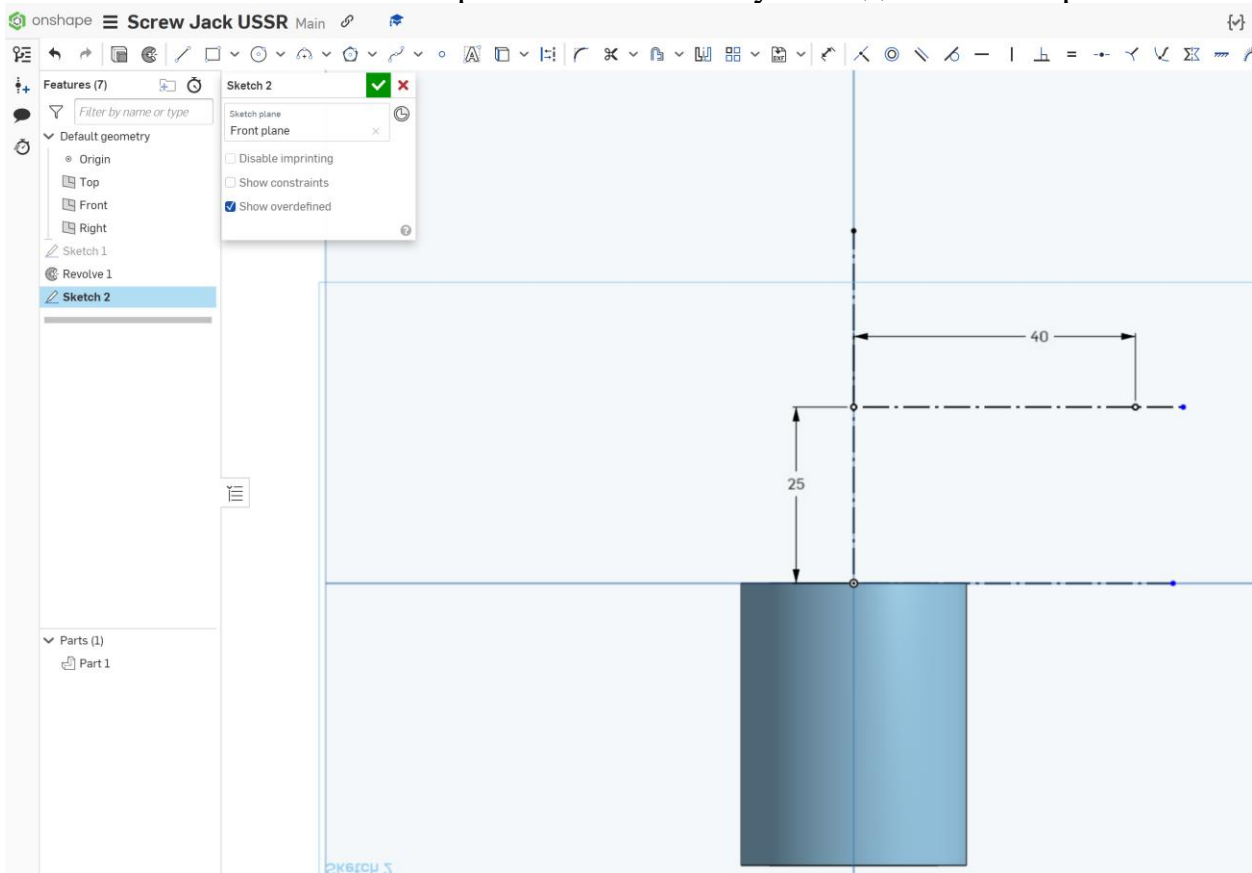 onshape Screw Jack USSR Main
Features (7)
Filter by name or type
Default geometry
Origin
Top
Front
Right
Sketch 1
Revolve 1
Sketch 2
Parts (1)
Part 1
Sketch 2
Sketch plane
Front plane
Disable imprinting
Show constraints
Show overdefined
40
25
Sketch 2